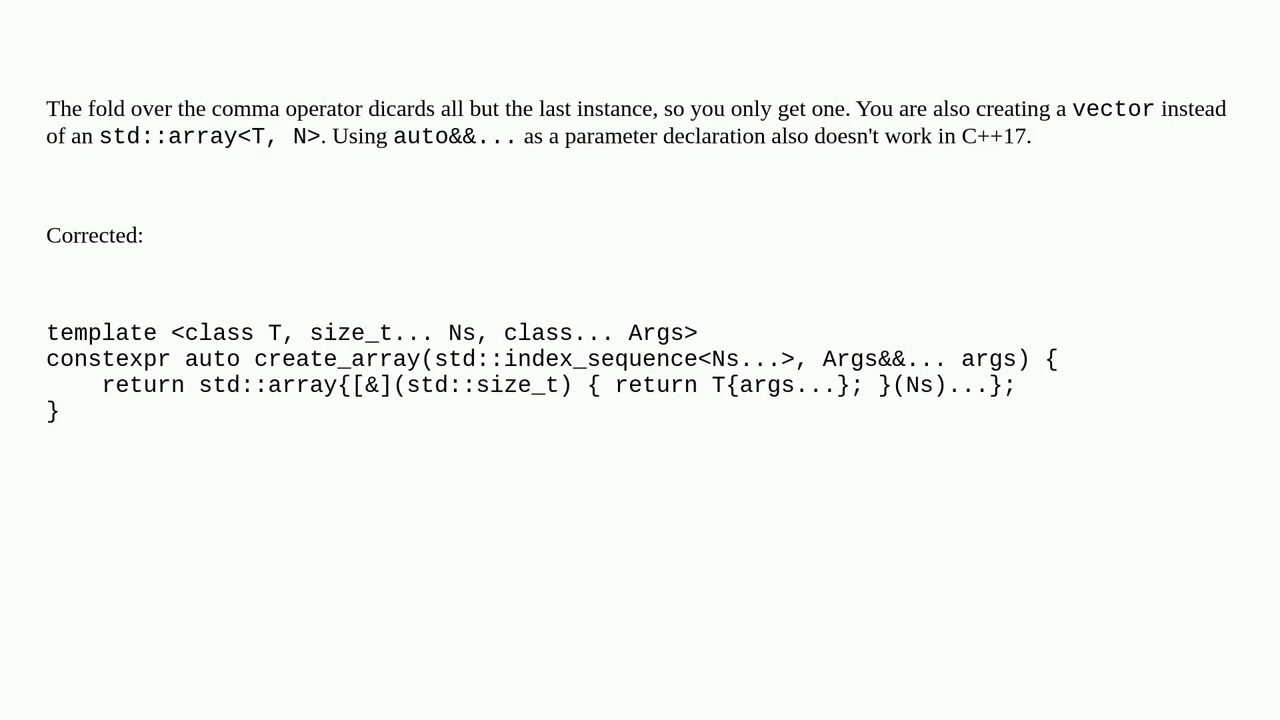 The fold over the comma operator dicards all but the last instance, so you only get one. You are also creating a vector instead
of an std::array<T, N>. Using auto&&... as a parameter declaration also doesn't work in C++17.
Corrected:
template <class T, size_t... Ns, class... Args>
constexpr auto create_array(std::index_sequence<Ns...>, Args&&... args) {
    return std::array{[&](std::size_t) { return T{args...}; }(Ns)...};
}